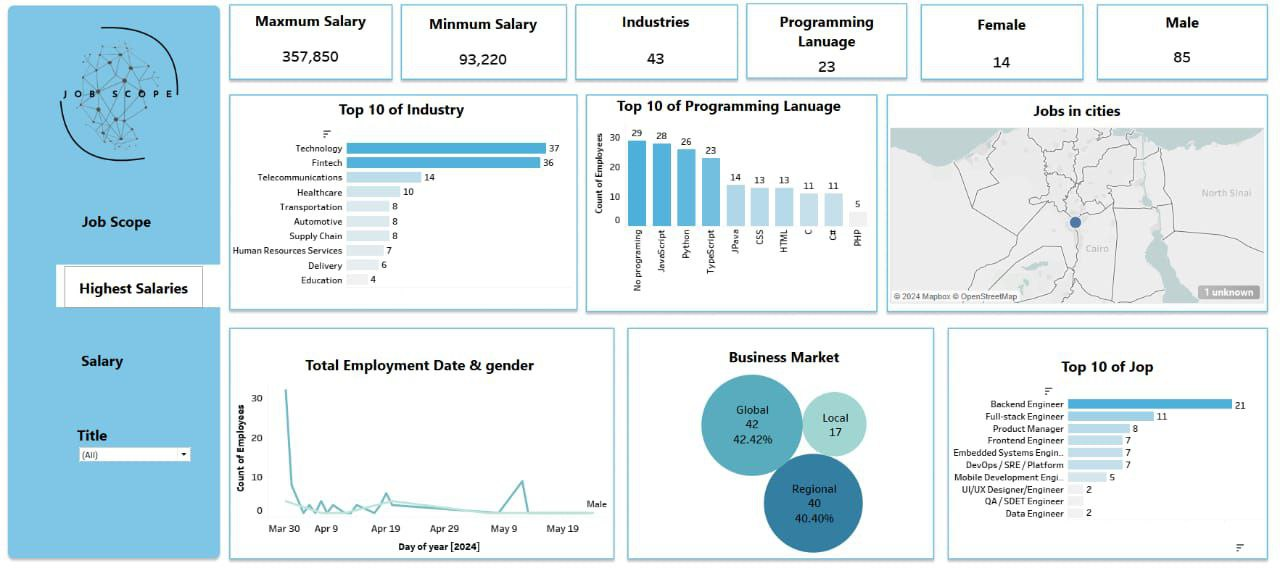 JOB SCOPE
Job Scope
Highest Salaries
Salary
Title
(All)
Maxmum Salary
357,850
Minmum Salary
93,220
Industries
43
Programming
Lanuage
23
Female
14
Male
85
Top 10 of Industry
Technology 37
Fintech 36
Telecommunications 14
Healthcare 10
Transportation 8
Automotive 8
Supply Chain 8
Human Resources Services 7
Delivery 6
Education 4
Top 10 of Programming Lanuage
Count of Employees
30
20
10
0
29
28
26
23
14
13
13
11
11
5
No programing
JavaScript
Python
TypeScript
JPava
CSS
HTML
C
C#
PHP
Jobs in cities
North Sinai
Cairo
© 2024 Mapbox © OpenStreetMap
1 unknown
Total Employment Date & gender
Count of Employees
30
20
10
0
Male
Mar 30 Apr 9 Apr 19 Apr 29 May 9 May 19
Day of year [2024]
Business Market
Global
42
42.42%
Local
17
Regional
40
40.40%
Top 10 of Jop
Backend Engineer 21
Full-stack Engineer 11
Product Manager 8
Frontend Engineer 7
Embedded Systems Engin.. 7
DevOps / SRE / Platform 7
Mobile Development Engi.. 5
UI/UX Designer/Engineer 2
QA / SDET Engineer
Data Engineer 2